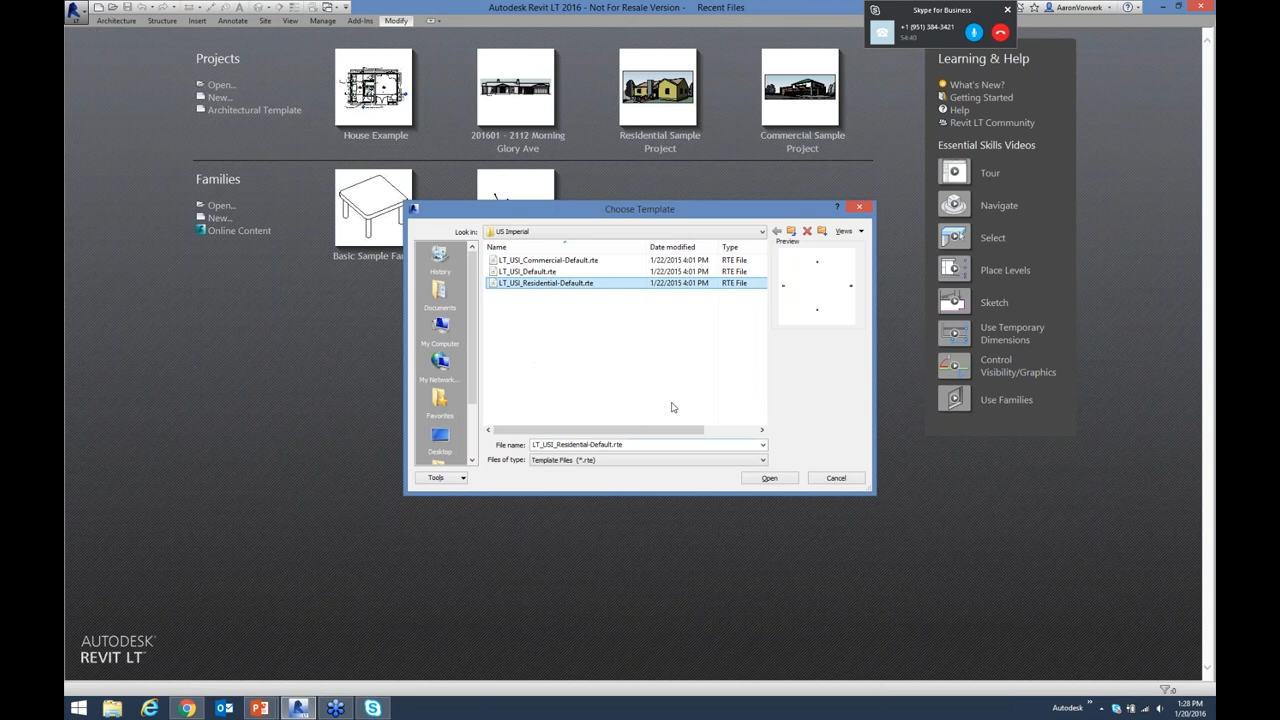 Autodesk Revit LT 2016 - Not For Resale Version - Recent Files
AaronVorwerk
LT
Architecture Structure Insert Annotate Site View Manage Add-Ins Modify
Skype for Business
+1 (951) 384-3421
54:40
Projects
Open...
New...
Architectural Template
House Example
201601 - 2112 Morning
Glory Ave
Residential Sample
Project
Commercial Sample
Project
Families
Open...
New...
Online Content
Basic Sample Fa
Learning & Help
What's New?
Getting Started
Help
Revit LT Community
Essential Skills Videos
Tour
Navigate
Select
Place Levels
Sketch
Use Temporary
Dimensions
Control
Visibility/Graphics
Use Families
Choose Template
Look in: US Imperial
Views
Name Date modified Type
Preview
LT_USI_Commercial-Default.rte 1/22/2015 4:01 PM RTE File
LT_USI_Default.rte 1/22/2015 4:01 PM RTE File
LT_USI_Residential-Default.rte 1/22/2015 4:01 PM RTE File
History
Documents
My Computer
My Network...
Favorites
Desktop
File name: LT_USI_Residential-Default.rte
Files of type: Template Files (*.rte)
Tools
Open
Cancel
AUTODESK
REVIT LT
:0
Autodesk
1:28 PM
1/20/2016